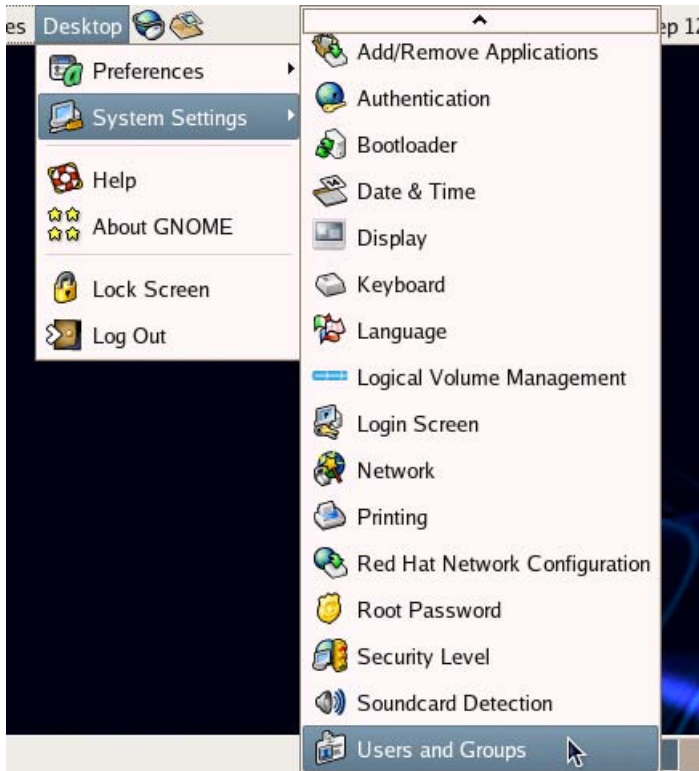 es Desktop
Preferences
System Settings
Help
About GNOME
Lock Screen
Log Out
ep 12
Add/Remove Applications
Authentication
Bootloader
Date & Time
Display
Keyboard
Language
Logical Volume Management
Login Screen
Network
Printing
Red Hat Network Configuration
Root Password
Security Level
Soundcard Detection
Users and Groups